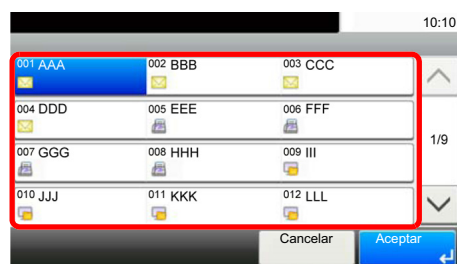 10:10
001 AAA 002 BBB 003 CCC
004 DDD 005 EEE 006 FFF
1/9
007 GGG 008 HHH 009 III
010 JJJ 011 KKK 012 LLL
Cancelar Aceptar